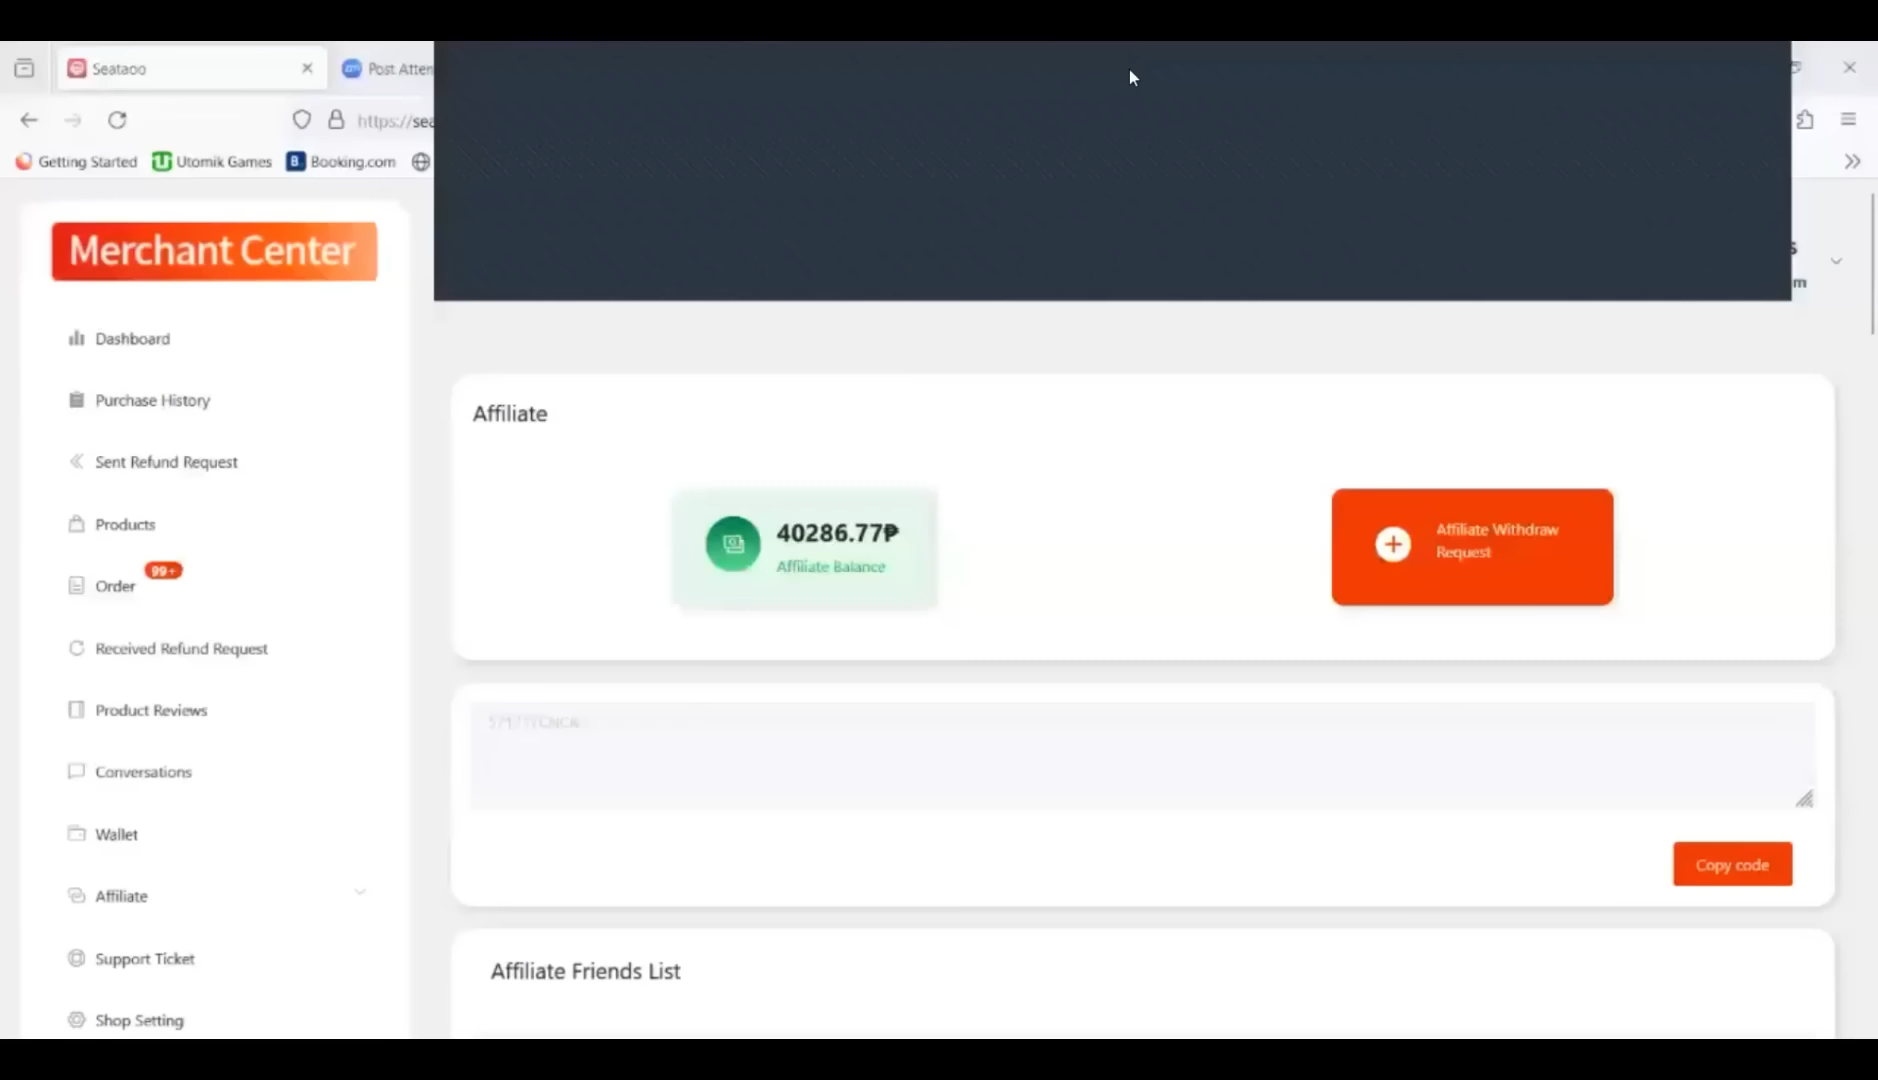 Seataoo
Post Atten
https://sea
Getting Started
Utomik Games
B.
Booking.com
Merchant Center
s
m
Dashboard
Purchase History
Sent Refund Request
Products
Order
99+
Received Refund Request
Product Reviews
Conversations
Wallet
Affiliate
Support Ticket
Shop Setting
Affiliate
40286.77₱
Affiliate Balance
Affiliate Withdraw
Request
Copy code
Affiliate Friends List